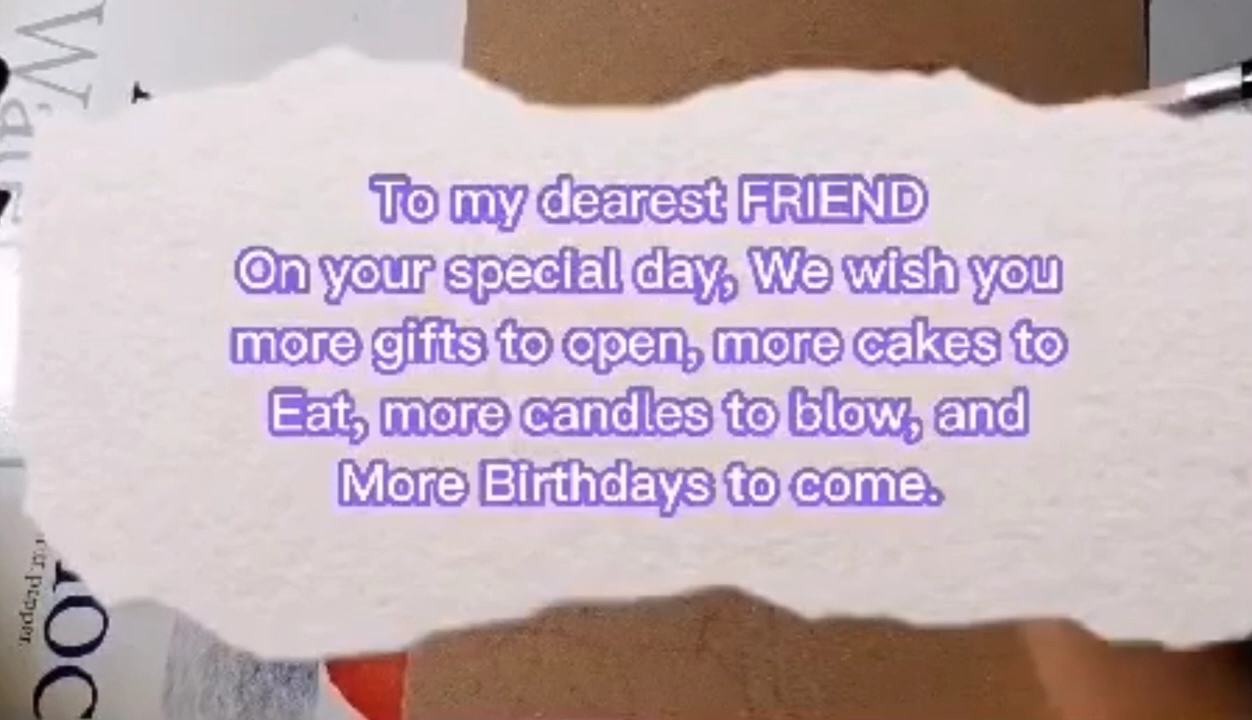 To my dearest FRIEND
On your special day, We wish you
more gifts to open, more cakes to
Eat, more candles to blow, and
More Birthdays to come.